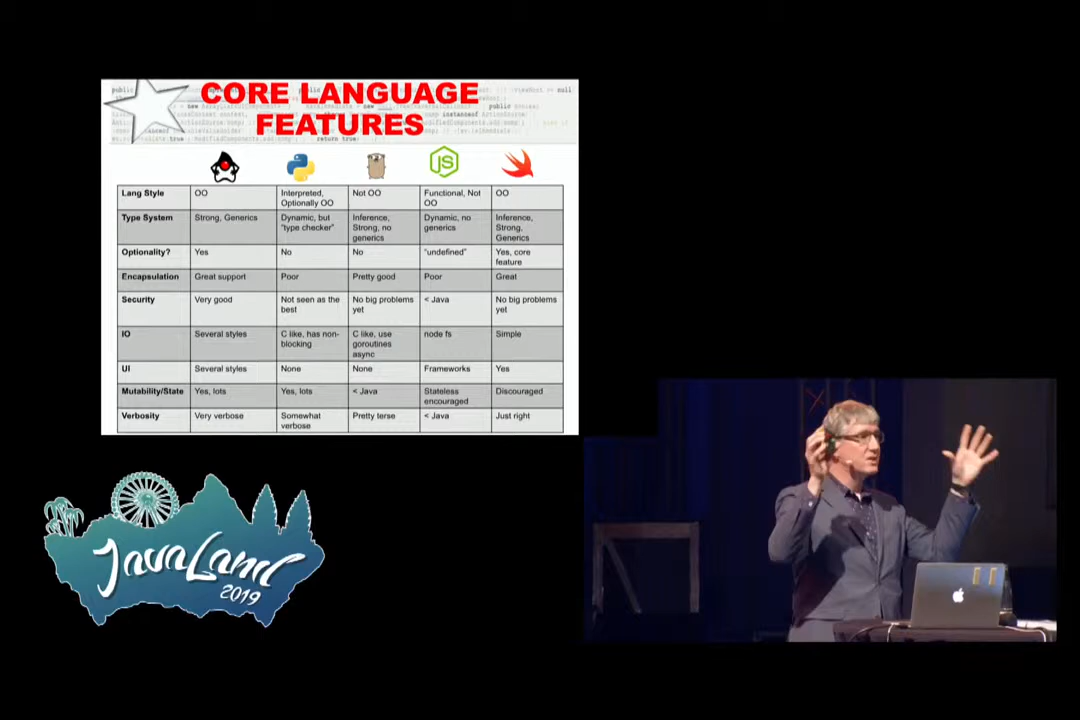 CORE LANGUAGE
FEATURES
JS
Lang Style OO Interpreted, Optionally OO Not OO Functional, Not OO OO
Type System Strong, Generics Dynamic, but "type checker" Inference, Strong, no generics Dynamic, no generics Inference, Strong, Generics
Optionality? Yes No No "undefined" Yes, core feature
Encapsulation Great support Poor Pretty good Poor Great
Security Very good Not seen as the best No big problems yet < Java No big problems yet
IO Several styles C like, has non-blocking C like, use goroutines async node fs Simple
UI Several styles None None Frameworks Yes
Mutability/State Yes, lots Yes, lots < Java Stateless encouraged Discouraged
Verbosity Very verbose Somewhat verbose Pretty terse < Java Just right
JavaLand
2019